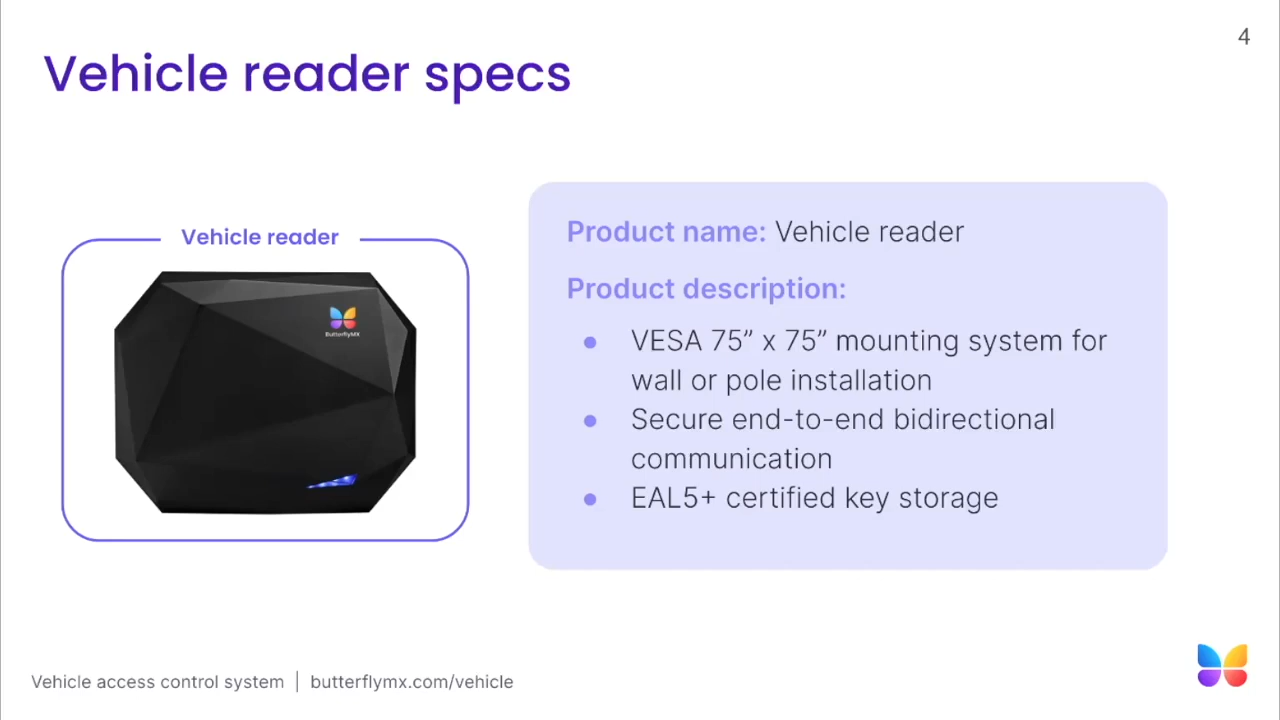 4
Vehicle reader specs
Vehicle reader
ButterflyMX
Product name: Vehicle reader
Product description:
● VESA 75” x 75” mounting system for
wall or pole installation
● Secure end-to-end bidirectional
communication
● EAL5+ certified key storage
Vehicle access control system | butterflymx.com/vehicle